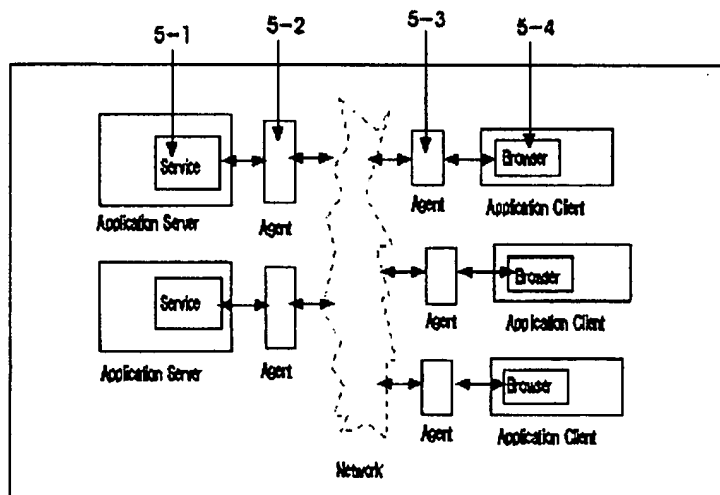 5-1 5-2 5-3 5-4
Service
Browser
Application Server Agent Agent Application Client
Browser
Service
Agent Application Client
Application Server Agent
Browser
Agent Application Client
Network